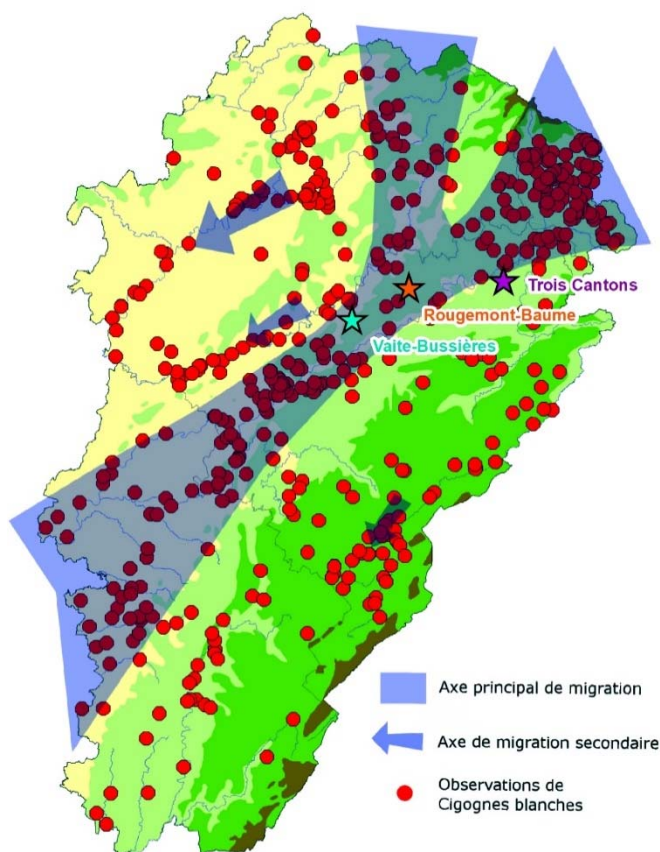 Trois Cantons
Rougemont-Baume
Vaite-Bussières
Axe principal de migration
Axe de migration secondaire
Observations de
Cigognes blanches